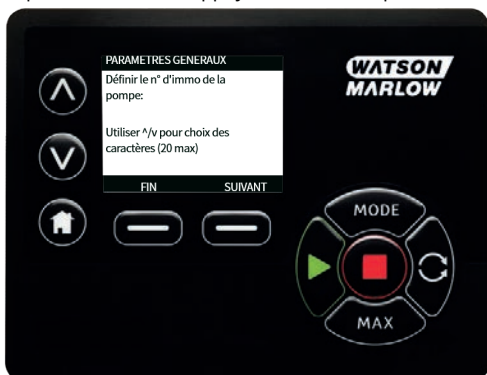 PARAMETRES GENERAUX
Définir le n° d'immo de la
pompe:
Utiliser ^/v pour choix des
caractères (20 max)
FIN SUIVANT
WATSON
MARLOW
MODE
MAX